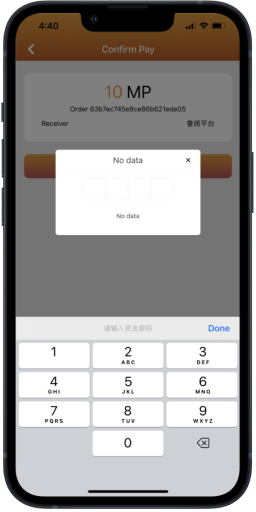 4:40
Confirm Pay
10 MP
Order 63b7ec745e8ce86b621ede05
Receiver 鲁班平台
No data ×
No data
请输入资金密码 Done
1 2 3
ABC DEF
4 5 6
GHI JKL MNO
7 8 9
PQRS TUV WXYZ
0